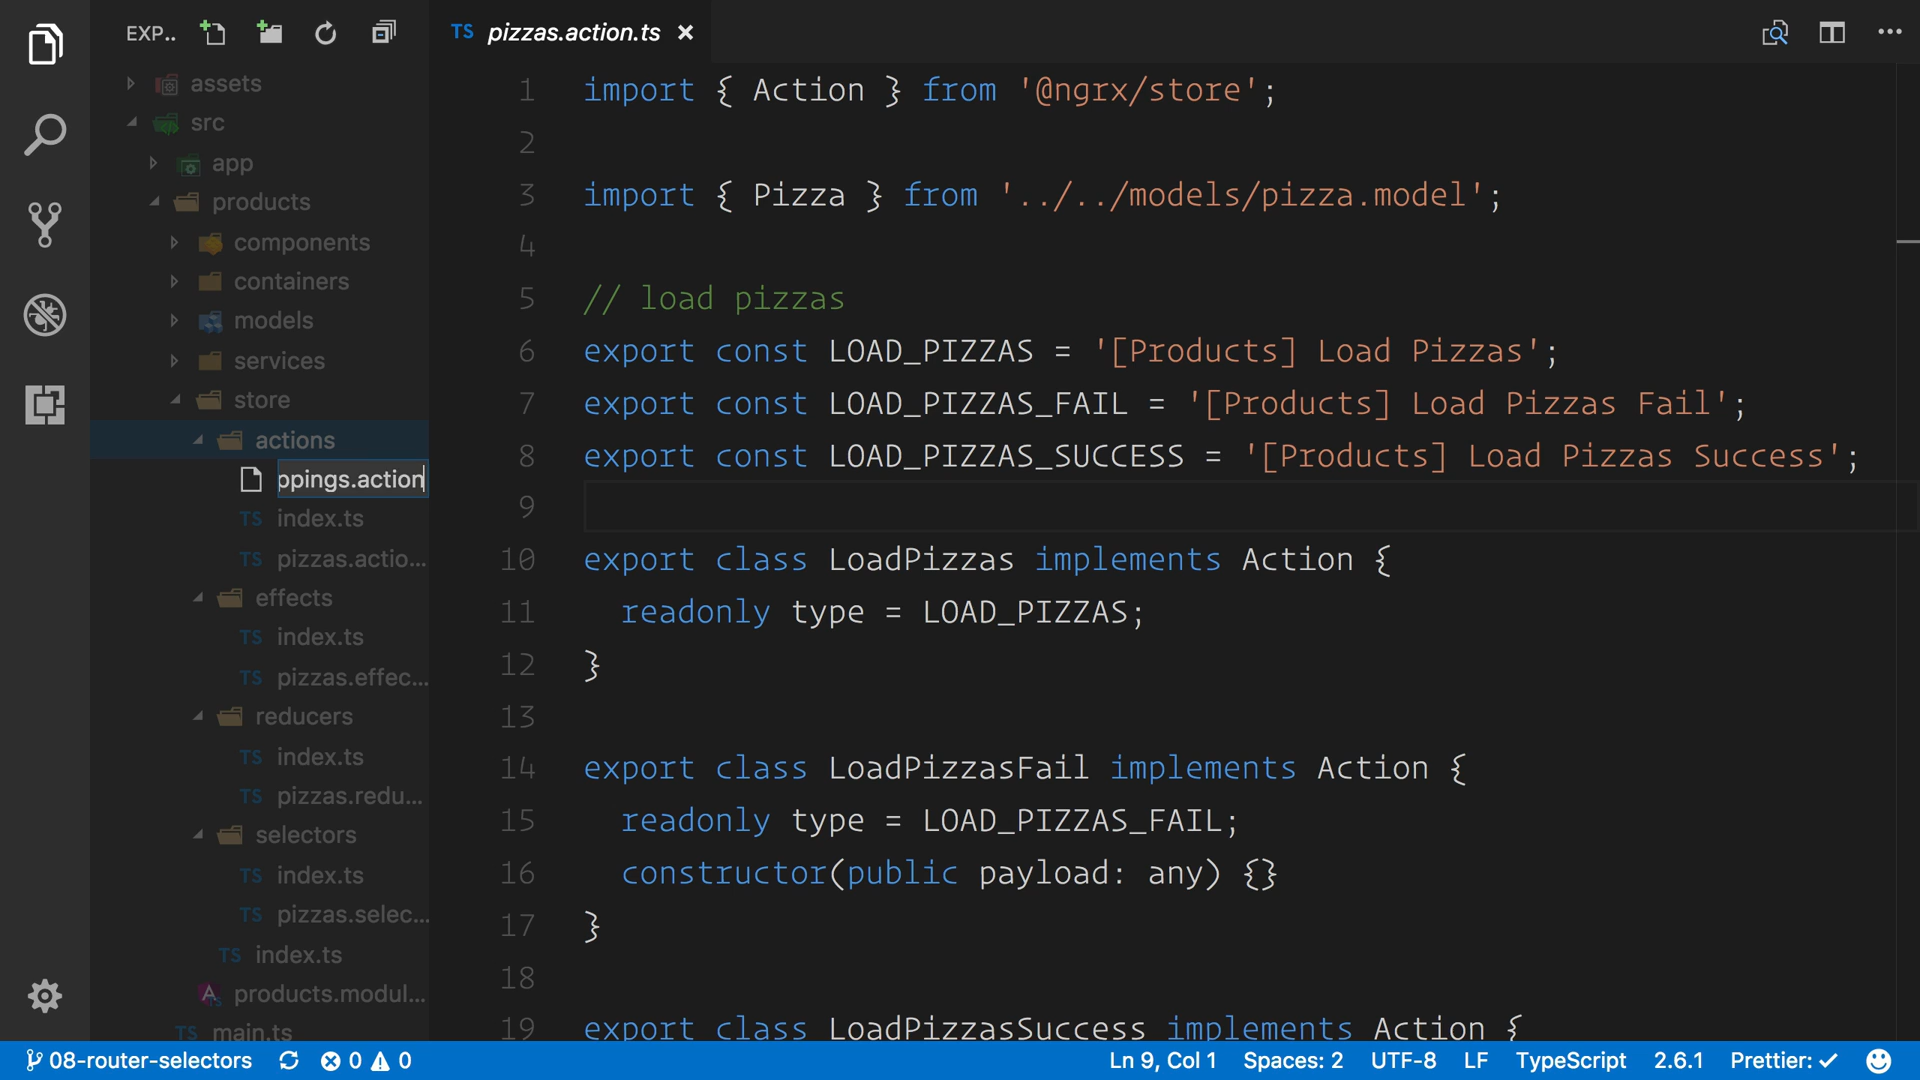 EXP..
TS pizzas.action.ts
assets
src
app
products
components
containers
models
services
store
actions
ppings.action
TS index.ts
TS pizzas.actio...
effects
TS index.ts
TS pizzas.effec...
reducers
TS index.ts
TS pizzas.redu...
selectors
TS index.ts
TS pizzas.selec...
TS index.ts
products.modul...
TS main.ts
1 import { Action } from '@ngrx/store';
2
3 import { Pizza } from '../../models/pizza.model';
4
5 // load pizzas
6 export const LOAD_PIZZAS = '[Products] Load Pizzas';
7 export const LOAD_PIZZAS_FAIL = '[Products] Load Pizzas Fail';
8 export const LOAD_PIZZAS_SUCCESS = '[Products] Load Pizzas Success';
9
10 export class LoadPizzas implements Action {
11 readonly type = LOAD_PIZZAS;
12 }
13
14 export class LoadPizzasFail implements Action {
15 readonly type = LOAD_PIZZAS_FAIL;
16 constructor(public payload: any) {}
17 }
18
19 export class LoadPizzasSuccess implements Action {
08-router-selectors 0 0 Ln 9, Col 1 Spaces: 2 UTF-8 LF TypeScript 2.6.1 Prettier: ✓